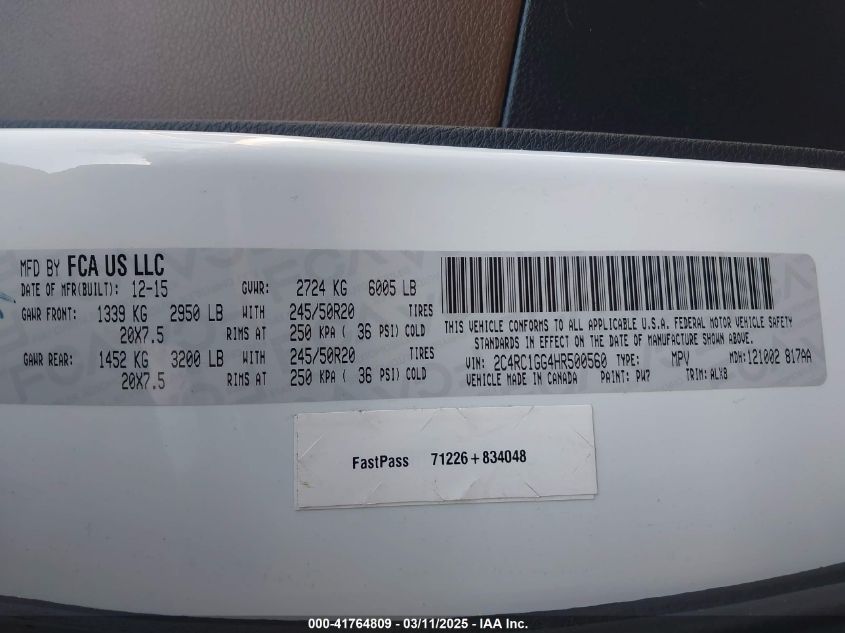 MFD BY FCA US LLC
DATE OF MFR(BUILT): 12-15 GVWR: 2724 KG 6005 LB
GAWR FRONT: 1339 KG 2950 LB WITH 245/50R20 TIRES
20X7.5 RIMS AT 250 KPA ( 36 PSI) COLD
GAWR REAR: 1452 KG 3200 LB WITH 245/50R20 TIRES
20X7.5 RIMS AT 250 KPA ( 36 PSI) COLD
THIS VEHICLE CONFORMS TO ALL APPLICABLE U.S.A. FEDERAL MOTOR VEHICLE SAFETY
STANDARDS IN EFFECT ON THE DATE OF MANUFACTURE SHOWN ABOVE.
VIN: 2C4RC1GG4HR500560 TYPE: MPV MDH:121002 817AA
VEHICLE MADE IN CANADA PAINT: PW7 TRIM: ALX8
FastPass 71226+834048
000-41764809 - 03/11/2025 - IAA Inc.